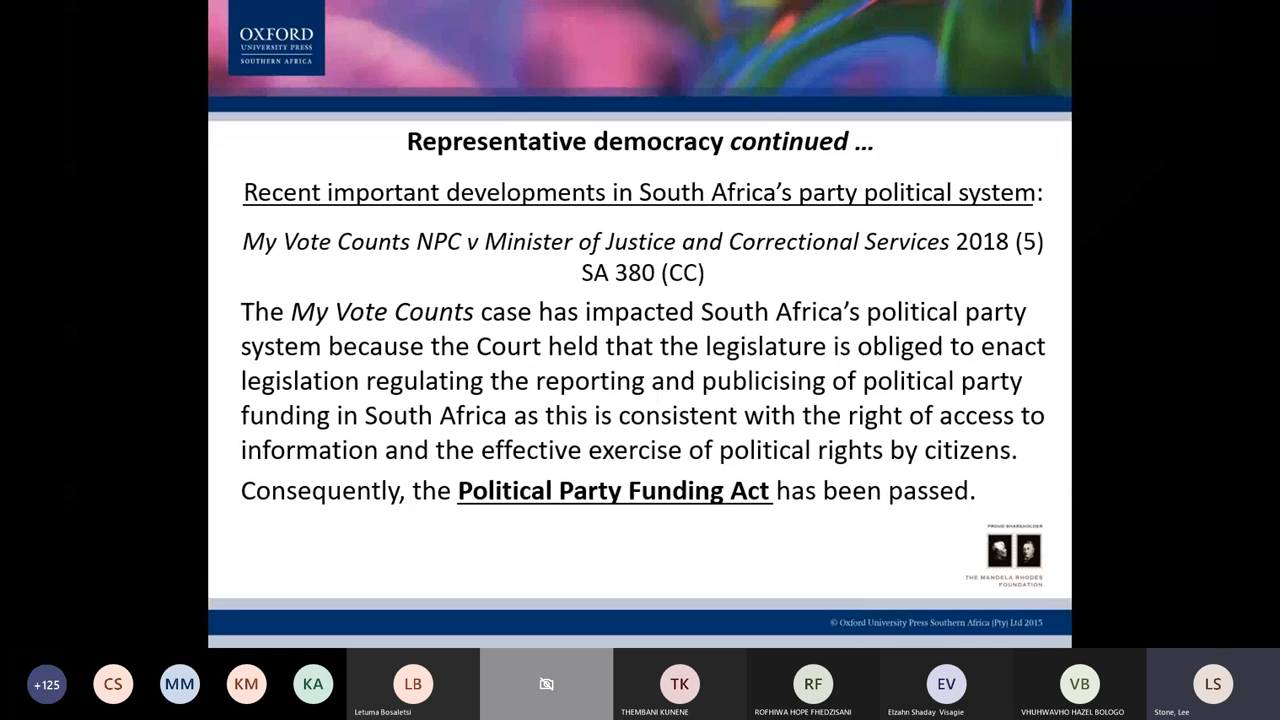 OXFORD
UNIVERSITY PRESS
SOUTHERN AFRICA
Representative democracy continued …
Recent important developments in South Africa’s party political system:
My Vote Counts NPC v Minister of Justice and Correctional Services 2018 (5)
SA 380 (CC)
The My Vote Counts case has impacted South Africa’s political party
system because the Court held that the legislature is obliged to enact
legislation regulating the reporting and publicising of political party
funding in South Africa as this is consistent with the right of access to
information and the effective exercise of political rights by citizens.
Consequently, the Political Party Funding Act has been passed.
PROUD SHAREHOLDER
THE MANDELA RHODES
FOUNDATION
© Oxford University Press Southern Africa (Pty) Ltd 2015
+125 CS MM KM KA LB TK RF EV VB LS
Letuma Bosaletsi THEMBANI KUNENE ROFHIWA HOPE FHEDZISANI Elzahn Shaday Visagie VHUHWAVHO HAZEL BOLOGO Stone, Lee